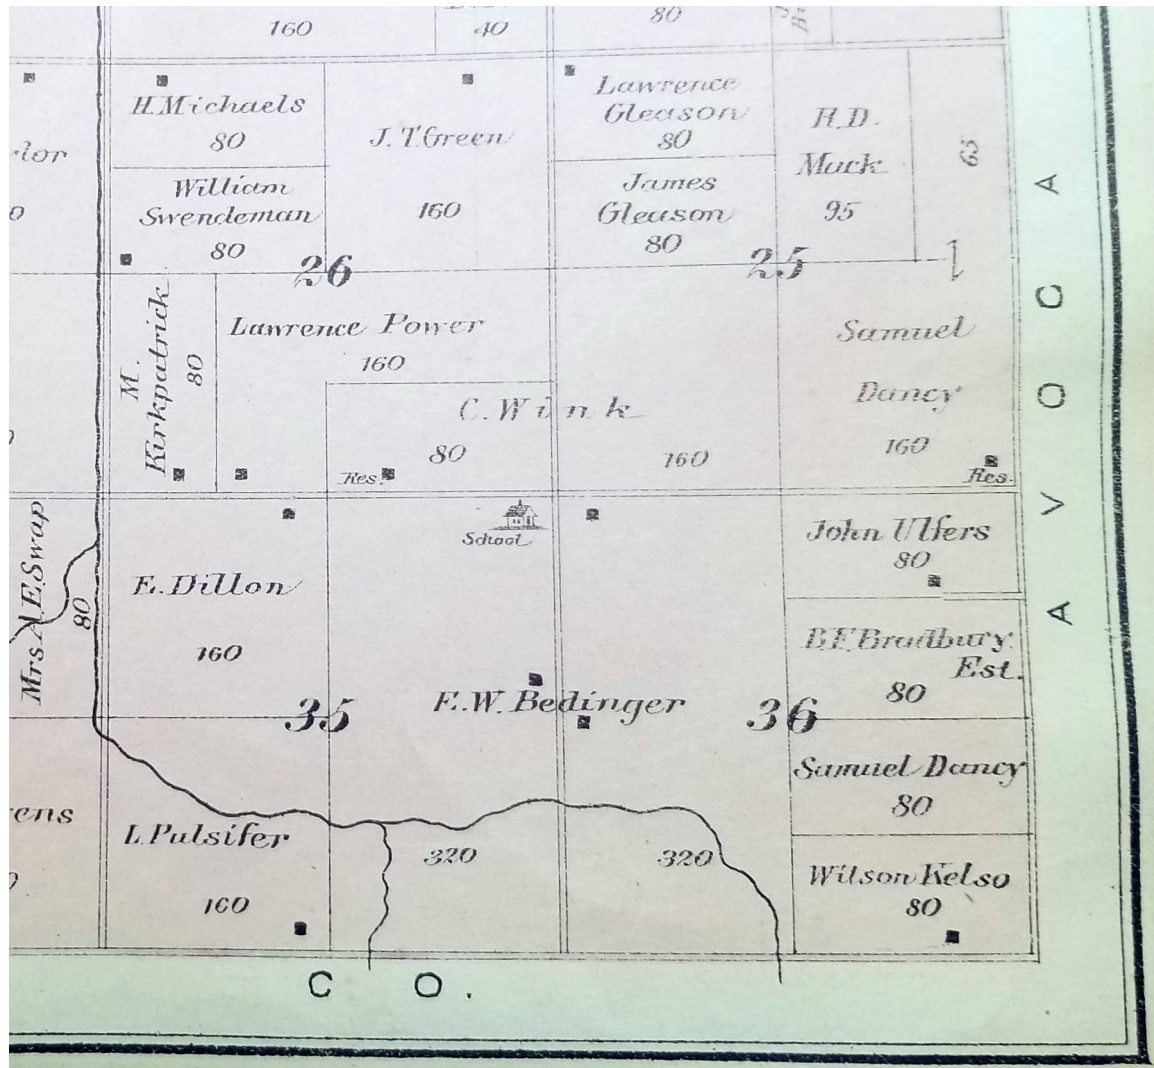 160
40
80
H. Michaels
80
J. T. Green
160
Lawrence
Gleason
80
H. D.
Muck
95
63
William
Swendeman
80
James
Gleason
80
26
25
1
M.
Kirkpatrick
80
Lawrence Power
160
C. Wink
80
160
Res.
Samuel
Dancy
160
Res.
Mrs. A. E. Swap
80
E. Dillon
160
School
John Ulfers
80
B. F. Bradbury
Est.
80
35
E. W. Bedinger
36
Samuel Dancy
80
L. Pulsifer
160
320
320
Wilson Kelso
80
AVOCA
CO.